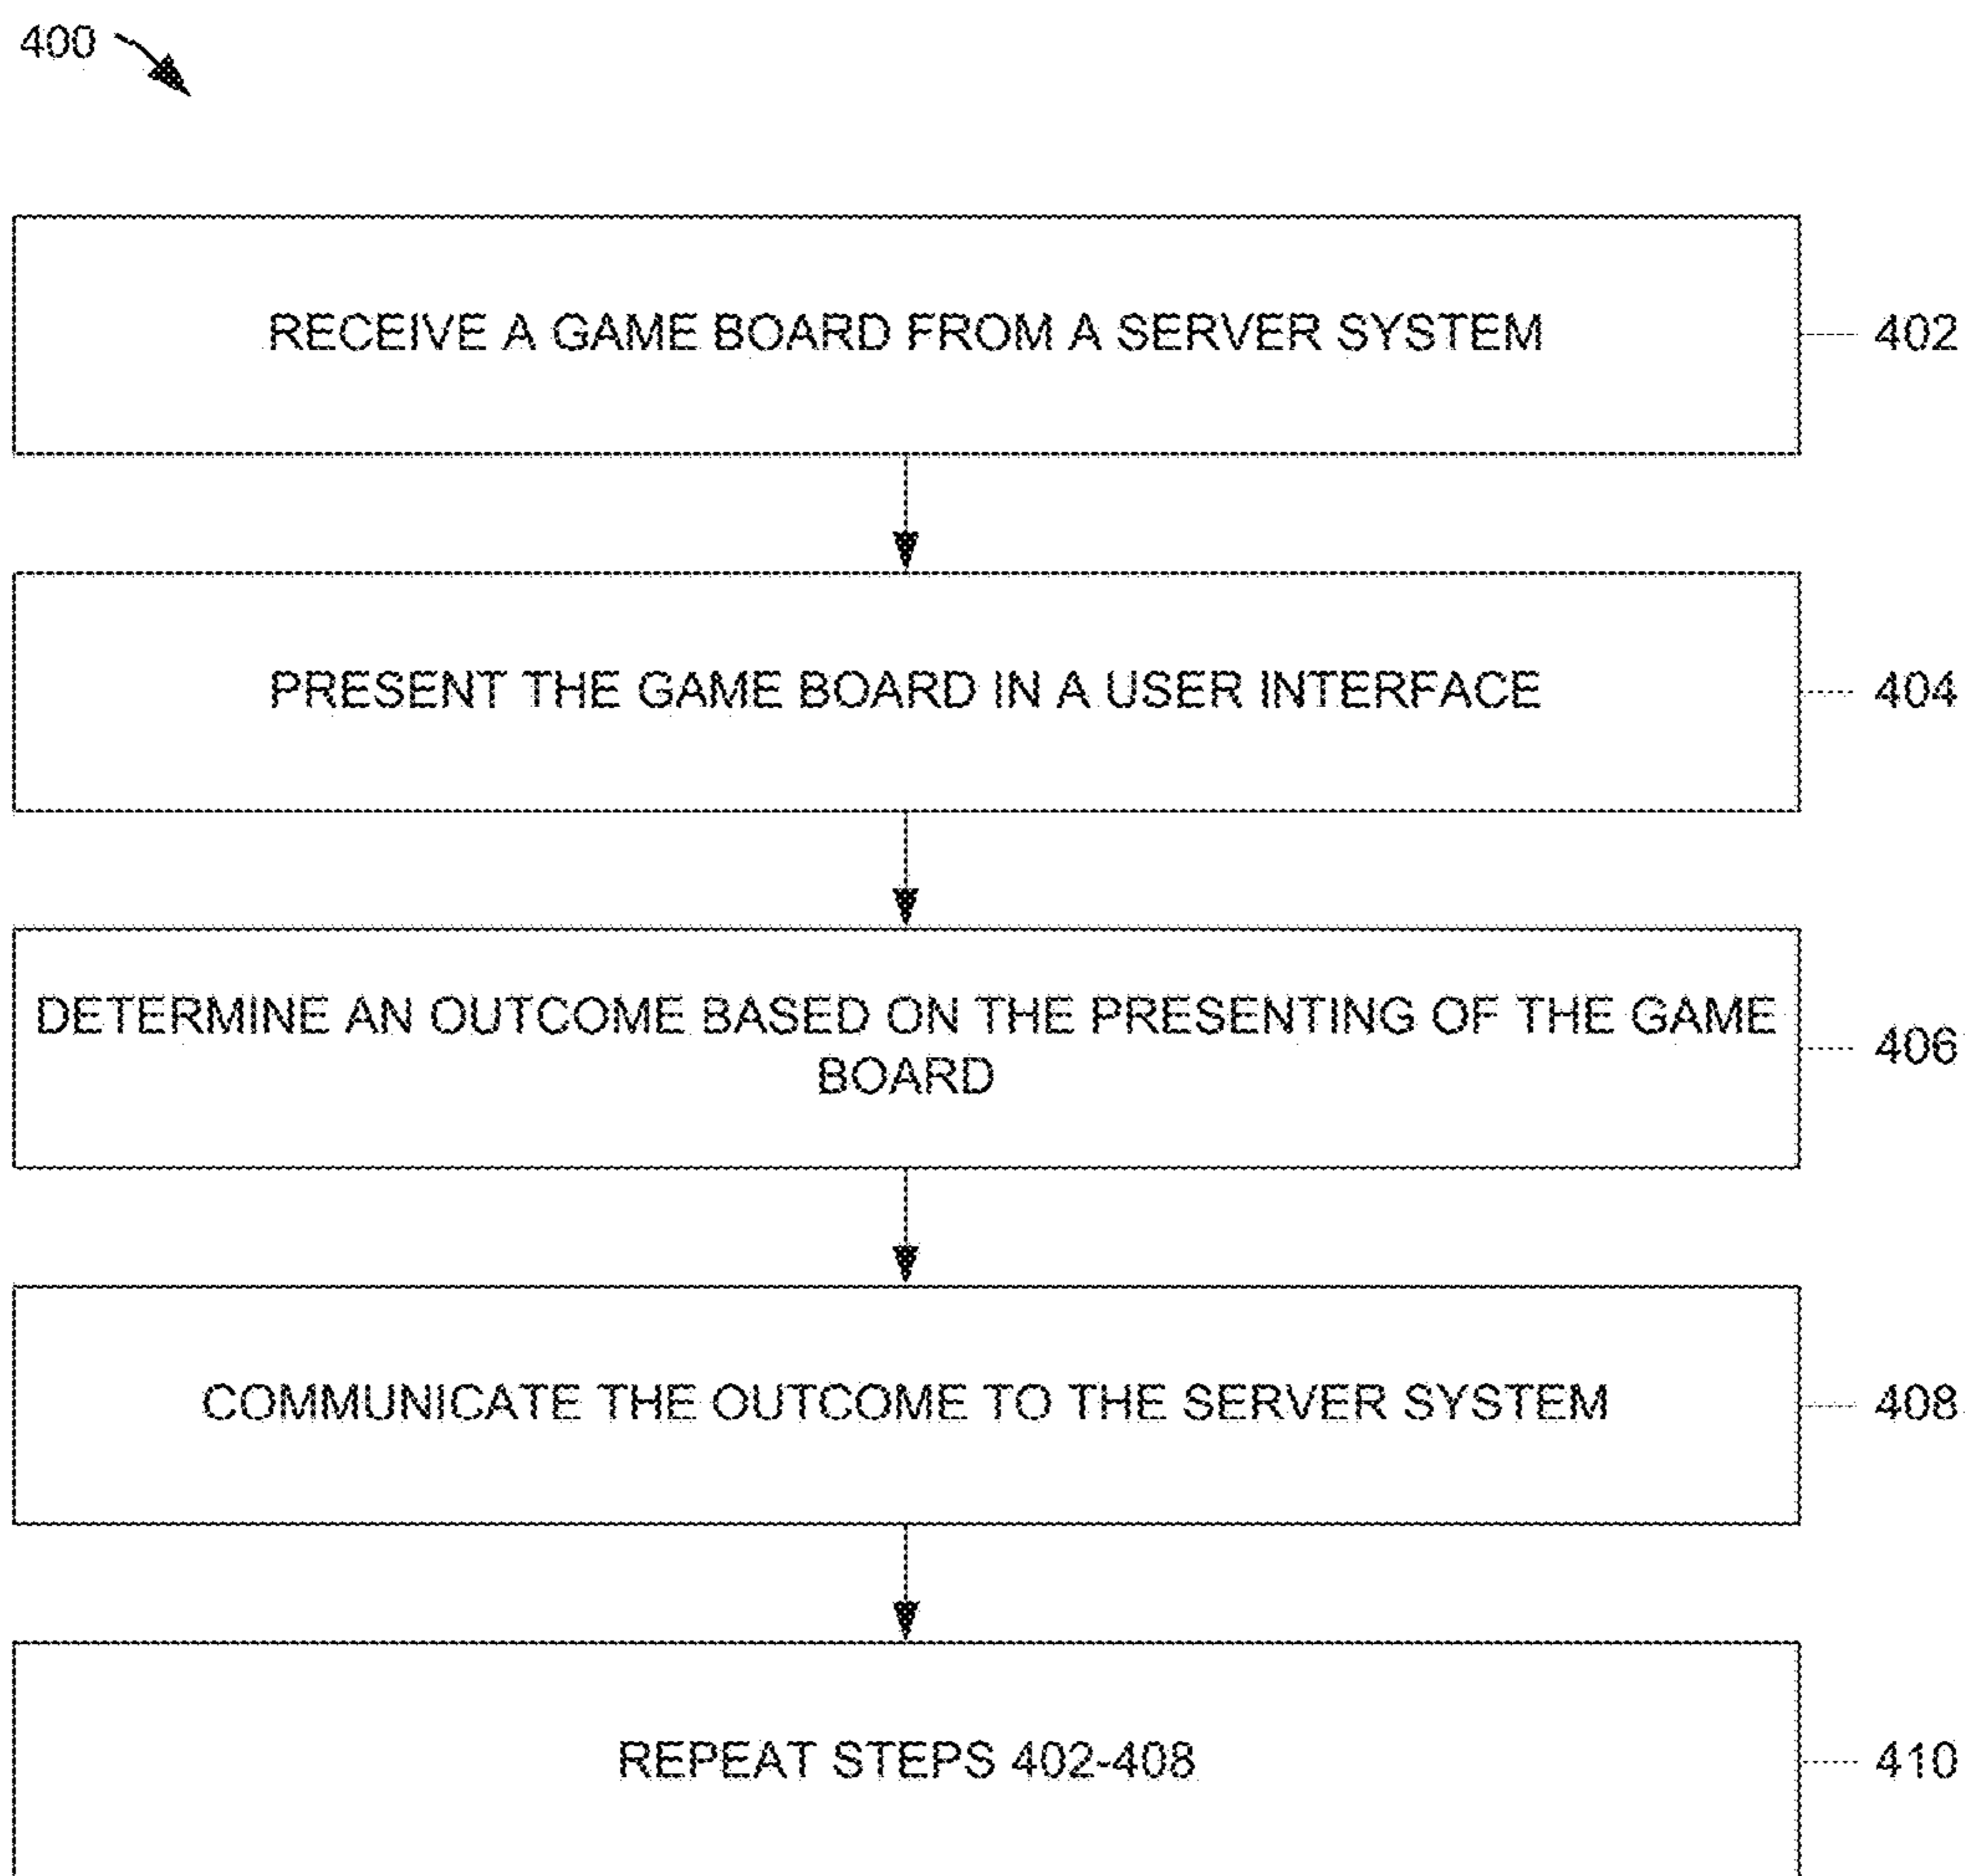 400
RECEIVE A GAME BOARD FROM A SERVER SYSTEM
402
PRESENT THE GAME BOARD IN A USER INTERFACE
404
DETERMINE AN OUTCOME BASED ON THE PRESENTING OF THE GAME
BOARD
406
COMMUNICATE THE OUTCOME TO THE SERVER SYSTEM
408
REPEAT STEPS 402-408
410